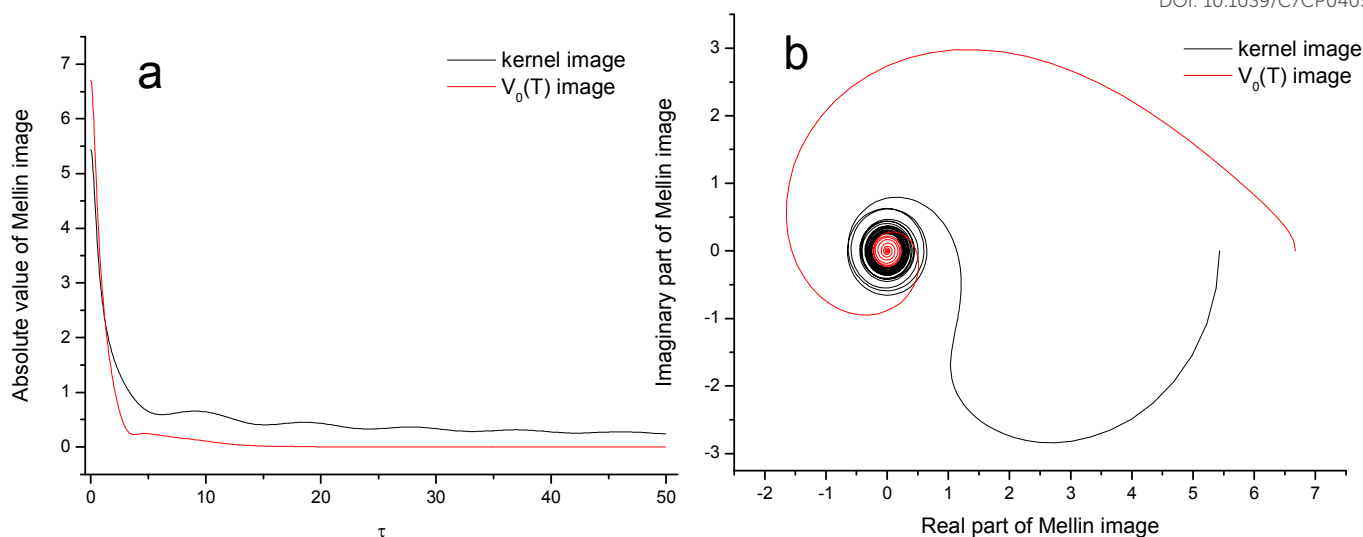 DOI: 10.1039/C7CP0405
a
kernel image
V₀(T) image
Absolute value of Mellin image
7
6
5
4
3
2
1
0
0
10
20
30
40
50
τ
b
kernel image
V₀(T) image
Imaginary part of Mellin image
3
2
1
0
-1
-2
-3
-2
-1
0
1
2
3
4
5
6
7
Real part of Mellin image